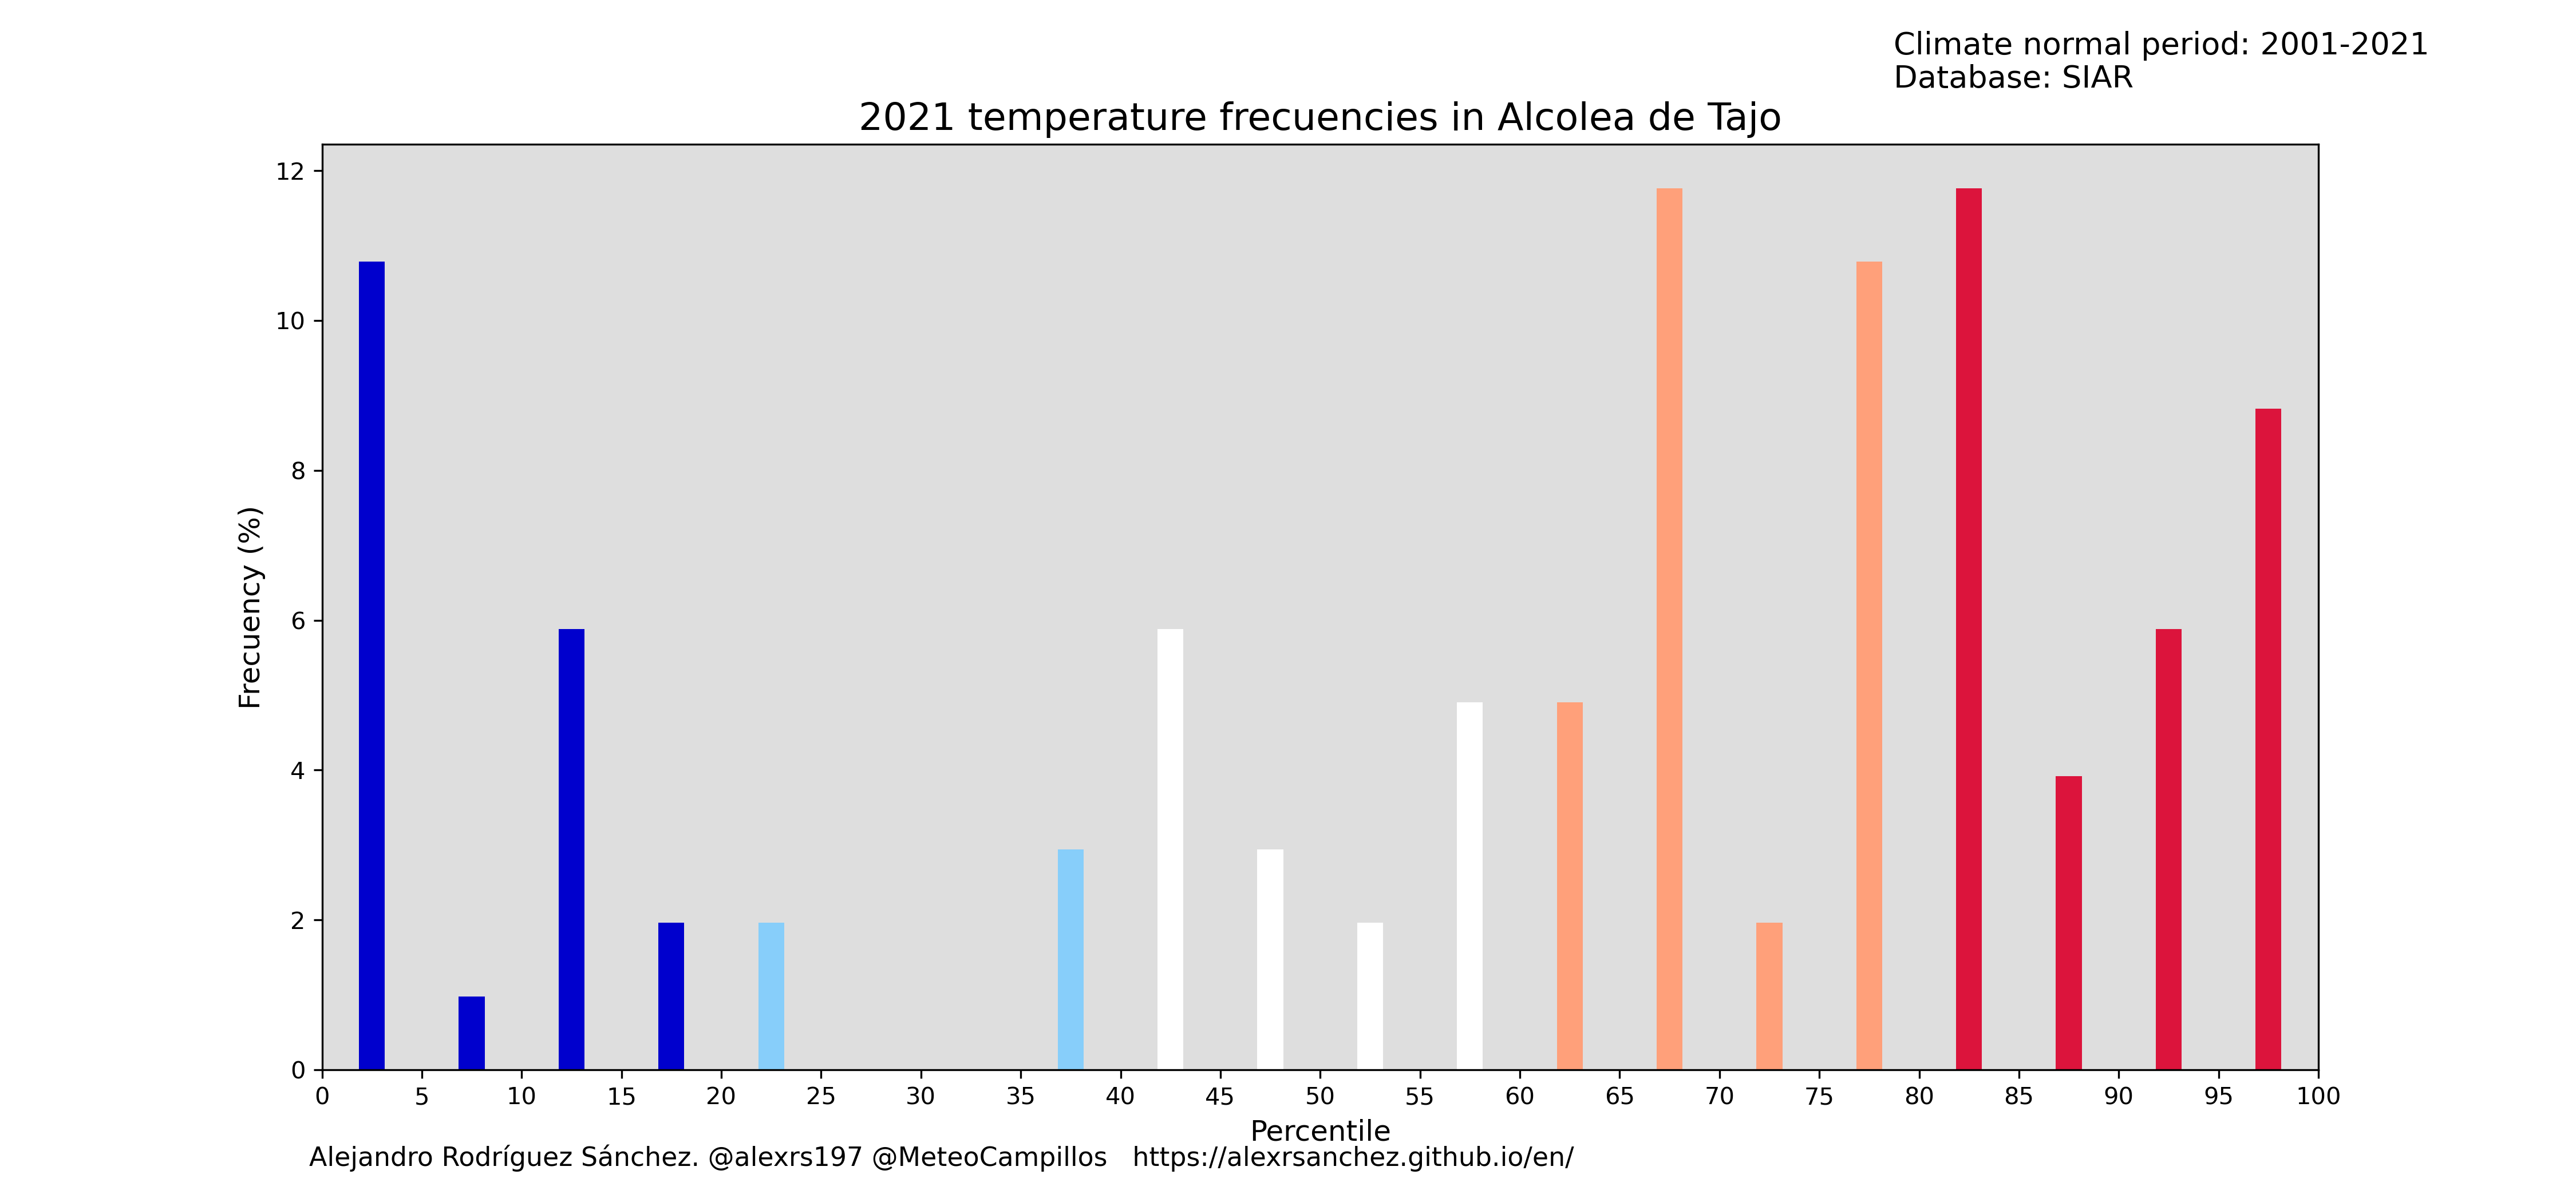 Climate normal period: 2001-2021
Database: SIAR
2021 temperature frecuencies in Alcolea de Tajo
12
10
8
6
4
2
0
Frecuency (%)
0 5 10 15 20 25 30 35 40 45 50 55 60 65 70 75 80 85 90 95 100
Percentile
Alejandro Rodríguez Sánchez. @alexrs197 @MeteoCampillos https://alexrsanchez.github.io/en/